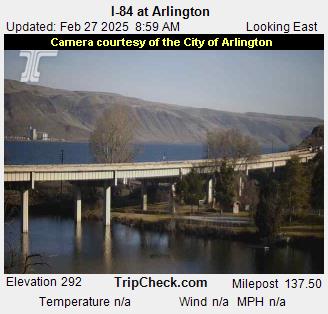 I-84 at Arlington
Updated: Feb 27 2025 8:59 AM Looking East
Camera courtesy of the City of Arlington
Elevation 292 TripCheck.com Milepost 137.50
Temperature n/a Wind n/a MPH n/a